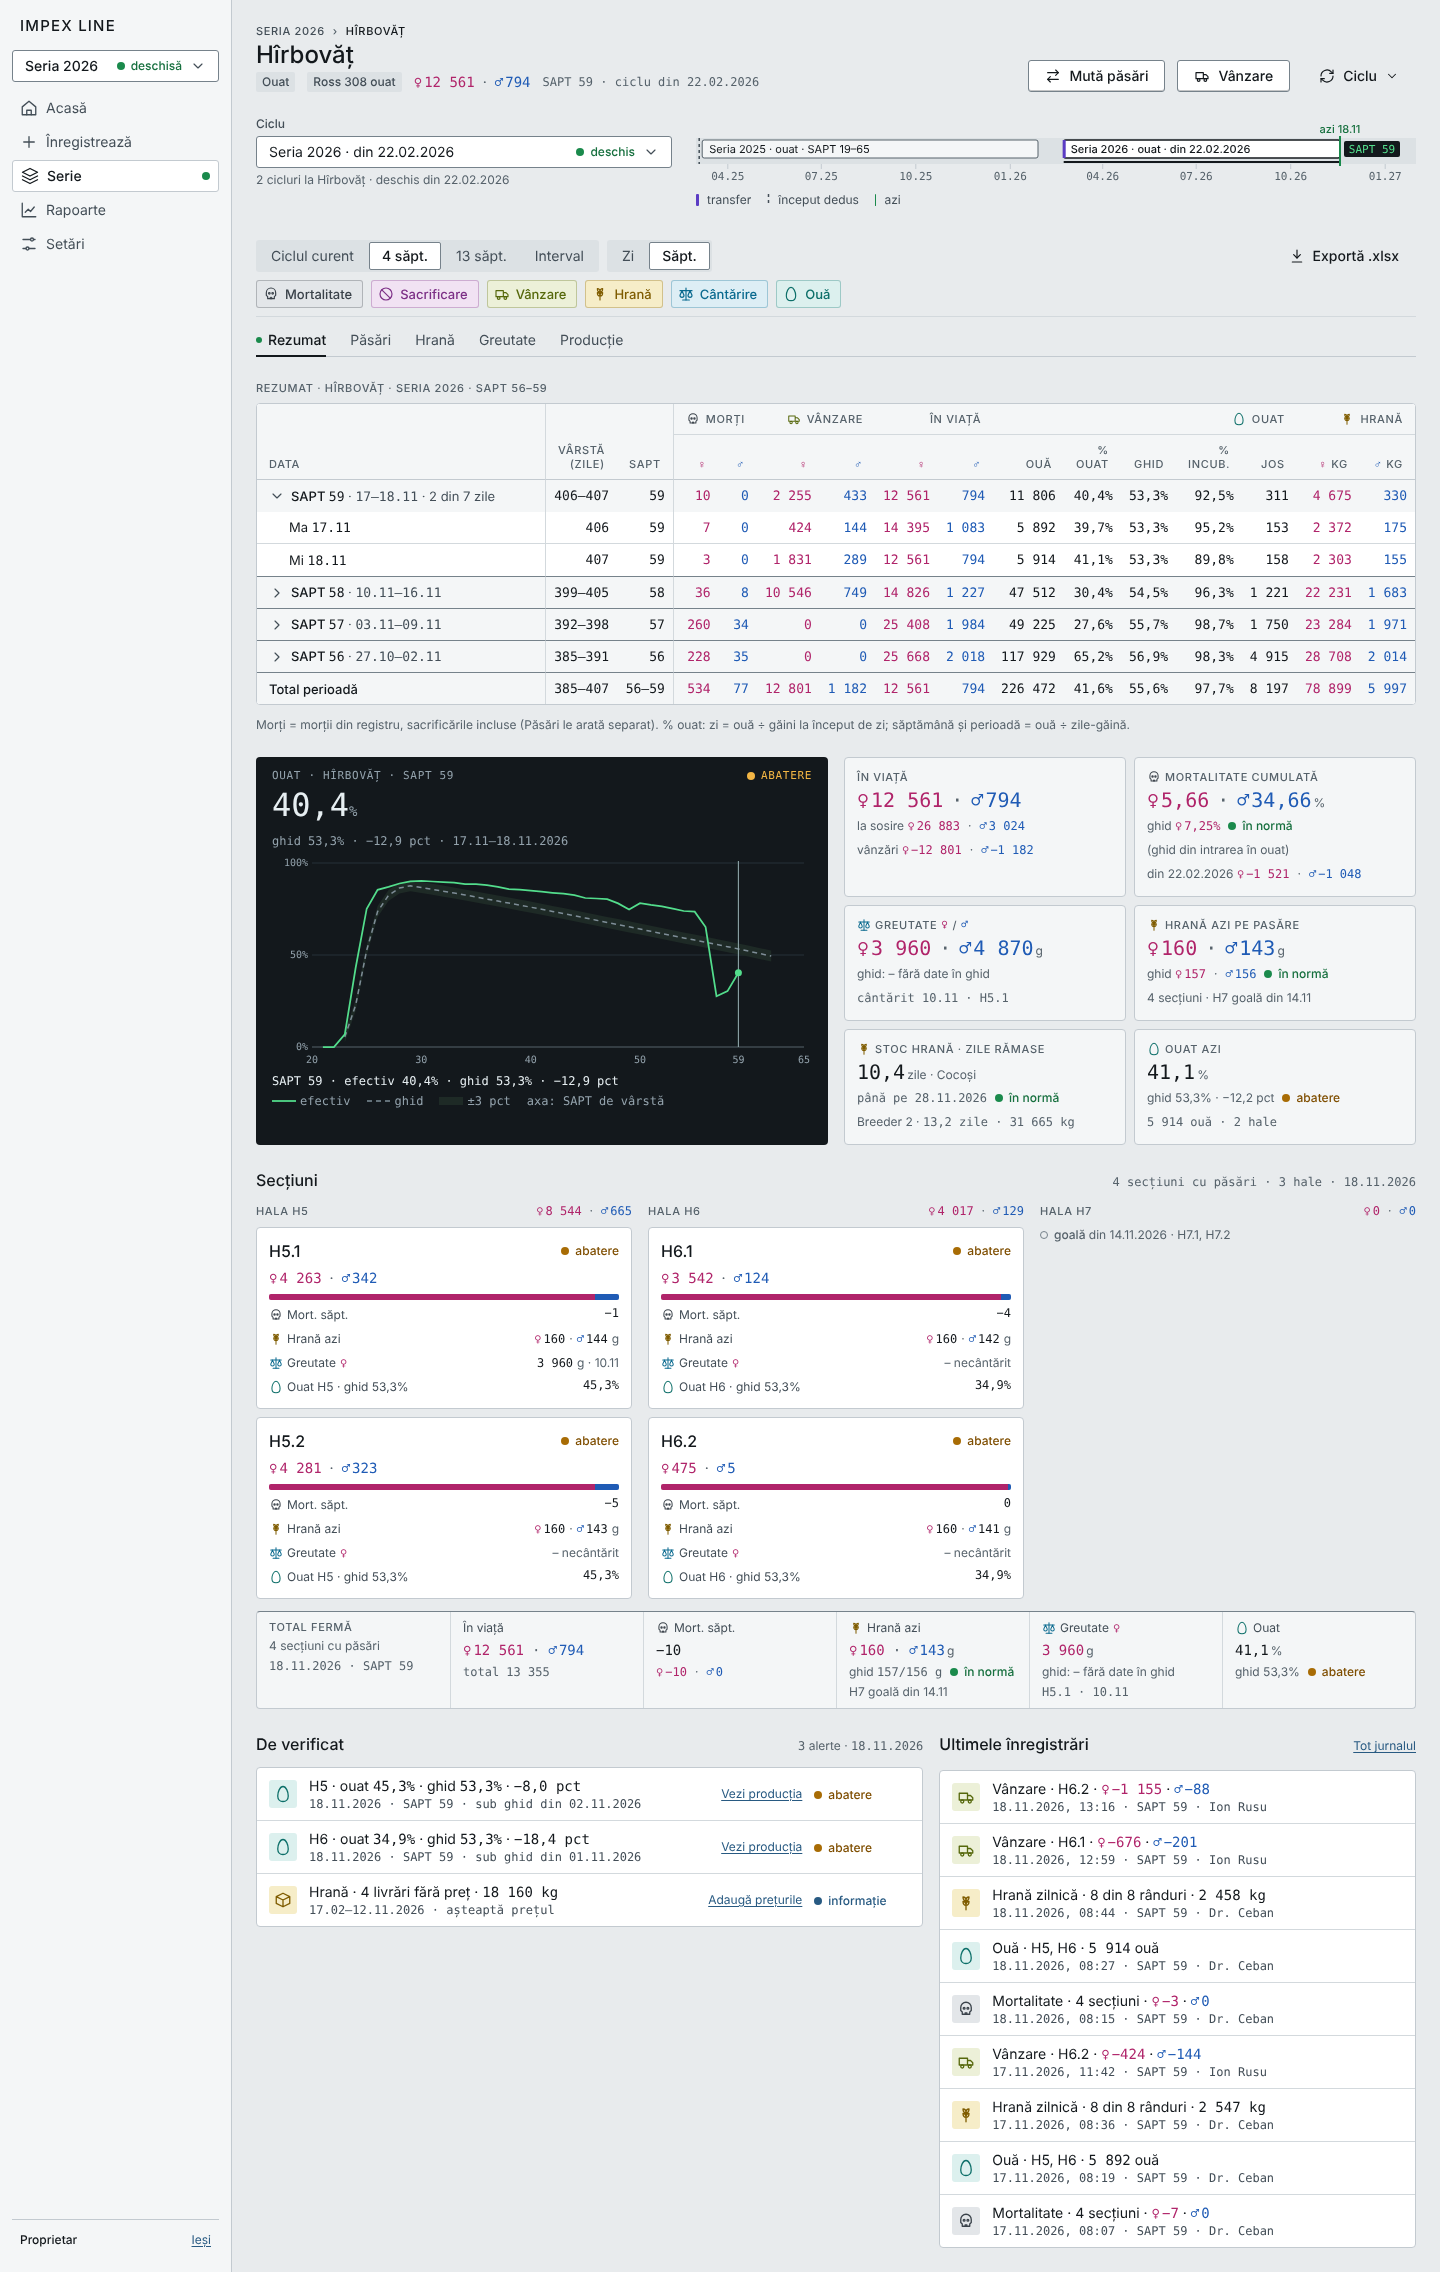 IMPEX LINE
Seria 2026 deschisă
Acasă
Înregistrează
Serie
Rapoarte
Setări
SERIA 2026 › HÎRBOVĂȚ
Hîrbovăț
Ouat Ross 308 ouat ♀12 561 · ♂794 SAPT 59 · ciclu din 22.02.2026
Mută păsări Vânzare Ciclu
Ciclu
Seria 2026 · din 22.02.2026 deschis
2 cicluri la Hîrbovăț · deschis din 22.02.2026
azi 18.11
Seria 2025 · ouat · SAPT 19–65 Seria 2026 · ouat · din 22.02.2026 SAPT 59
04.25 07.25 10.25 01.26 04.26 07.26 10.26 01.27
transfer început dedus azi
Ciclul curent 4 săpt. 13 săpt. Interval Zi Săpt.
Exportă .xlsx
Mortalitate Sacrificare Vânzare Hrană Cântărire Ouă
Rezumat Păsări Hrană Greutate Producție
REZUMAT · HÎRBOVĂȚ · SERIA 2026 · SAPT 56–59
MORȚI VÂNZARE ÎN VIAȚĂ OUAT HRANĂ
DATA VÂRSTĂ (ZILE) SAPT ♀ ♂ ♀ ♂ ♀ ♂ OUĂ % OUAT GHID % INCUB. JOS ♀ KG ♂ KG
SAPT 59 · 17–18.11 · 2 din 7 zile 406–407 59 10 0 2 255 433 12 561 794 11 806 40,4% 53,3% 92,5% 311 4 675 330
Ma 17.11 406 59 7 0 424 144 14 395 1 083 5 892 39,7% 53,3% 95,2% 153 2 372 175
Mi 18.11 407 59 3 0 1 831 289 12 561 794 5 914 41,1% 53,3% 89,8% 158 2 303 155
SAPT 58 · 10.11–16.11 399–405 58 36 8 10 546 749 14 826 1 227 47 512 30,4% 54,5% 96,3% 1 221 22 231 1 683
SAPT 57 · 03.11–09.11 392–398 57 260 34 0 0 25 408 1 984 49 225 27,6% 55,7% 98,7% 1 750 23 284 1 971
SAPT 56 · 27.10–02.11 385–391 56 228 35 0 0 25 668 2 018 117 929 65,2% 56,9% 98,3% 4 915 28 708 2 014
Total perioadă 385–407 56–59 534 77 12 801 1 182 12 561 794 226 472 41,6% 55,6% 97,7% 8 197 78 899 5 997
Morți = morții din registru, sacrificările incluse (Păsări le arată separat). % ouat: zi = ouă ÷ găini la început de zi; săptămână și perioadă = ouă ÷ zile-găină.
OUAT · HÎRBOVĂȚ · SAPT 59 ABATERE
40,4%
ghid 53,3% · −12,9 pct · 17.11–18.11.2026
100%
50%
0%
20 30 40 50 59 65
SAPT 59 · efectiv 40,4% · ghid 53,3% · −12,9 pct
efectiv ghid ±3 pct axa: SAPT de vârstă
ÎN VIAȚĂ
♀12 561 · ♂794
la sosire ♀26 883 · ♂3 024
vânzări ♀−12 801 · ♂−1 182
MORTALITATE CUMULATĂ
♀5,66 · ♂34,66%
ghid ♀7,25% în normă
(ghid din intrarea în ouat)
din 22.02.2026 ♀−1 521 · ♂−1 048
GREUTATE ♀ / ♂
♀3 960 · ♂4 870g
ghid: – fără date în ghid
cântărit 10.11 · H5.1
HRANĂ AZI PE PASĂRE
♀160 · ♂143g
ghid ♀157 · ♂156 în normă
4 secțiuni · H7 goală din 14.11
STOC HRANĂ · ZILE RĂMASE
10,4 zile · Cocoși
până pe 28.11.2026 în normă
Breeder 2 · 13,2 zile · 31 665 kg
OUAT AZI
41,1%
ghid 53,3% · −12,2 pct abatere
5 914 ouă · 2 hale
Secțiuni
4 secțiuni cu păsări · 3 hale · 18.11.2026
HALA H5 ♀8 544 · ♂665
H5.1 abatere
♀4 263 · ♂342
Mort. săpt. −1
Hrană azi ♀160 · ♂144 g
Greutate ♀ 3 960 g · 10.11
Ouat H5 · ghid 53,3% 45,3%
H5.2 abatere
♀4 281 · ♂323
Mort. săpt. −5
Hrană azi ♀160 · ♂143 g
Greutate ♀ – necântărit
Ouat H5 · ghid 53,3% 45,3%
HALA H6 ♀4 017 · ♂129
H6.1 abatere
♀3 542 · ♂124
Mort. săpt. −4
Hrană azi ♀160 · ♂142 g
Greutate ♀ – necântărit
Ouat H6 · ghid 53,3% 34,9%
H6.2 abatere
♀475 · ♂5
Mort. săpt. 0
Hrană azi ♀160 · ♂141 g
Greutate ♀ – necântărit
Ouat H6 · ghid 53,3% 34,9%
HALA H7 ♀0 · ♂0
goală din 14.11.2026 · H7.1, H7.2
TOTAL FERMĂ
4 secțiuni cu păsări
18.11.2026 · SAPT 59
În viață
♀12 561 · ♂794
total 13 355
Mort. săpt.
−10
♀−10 · ♂0
Hrană azi
♀160 · ♂143g
ghid 157/156 g în normă
H7 goală din 14.11
Greutate ♀
3 960g
ghid: – fără date în ghid
H5.1 · 10.11
Ouat
41,1%
ghid 53,3% abatere
De verificat
3 alerte · 18.11.2026
H5 · ouat 45,3% · ghid 53,3% · −8,0 pct
18.11.2026 · SAPT 59 · sub ghid din 02.11.2026
Vezi producția abatere
H6 · ouat 34,9% · ghid 53,3% · −18,4 pct
18.11.2026 · SAPT 59 · sub ghid din 01.11.2026
Vezi producția abatere
Hrană · 4 livrări fără preț · 18 160 kg
17.02–12.11.2026 · așteaptă prețul
Adaugă prețurile informație
Ultimele înregistrări
Tot jurnalul
Vânzare · H6.2 · ♀−1 155 · ♂−88
18.11.2026, 13:16 · SAPT 59 · Ion Rusu
Vânzare · H6.1 · ♀−676 · ♂−201
18.11.2026, 12:59 · SAPT 59 · Ion Rusu
Hrană zilnică · 8 din 8 rânduri · 2 458 kg
18.11.2026, 08:44 · SAPT 59 · Dr. Ceban
Ouă · H5, H6 · 5 914 ouă
18.11.2026, 08:27 · SAPT 59 · Dr. Ceban
Mortalitate · 4 secțiuni · ♀−3 · ♂0
18.11.2026, 08:15 · SAPT 59 · Dr. Ceban
Vânzare · H6.2 · ♀−424 · ♂−144
17.11.2026, 11:42 · SAPT 59 · Ion Rusu
Hrană zilnică · 8 din 8 rânduri · 2 547 kg
17.11.2026, 08:36 · SAPT 59 · Dr. Ceban
Ouă · H5, H6 · 5 892 ouă
17.11.2026, 08:19 · SAPT 59 · Dr. Ceban
Mortalitate · 4 secțiuni · ♀−7 · ♂0
17.11.2026, 08:07 · SAPT 59 · Dr. Ceban
Proprietar Ieși